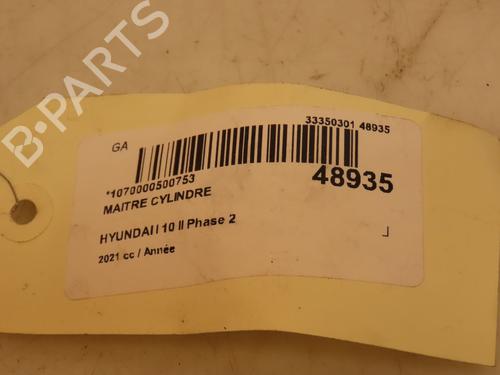 B-PARTS
GA
33350301 48935
*1070000500753
48935
MAITRE CYLINDRE
HYUNDAI I 10 II Phase 2
2021 cc / Année